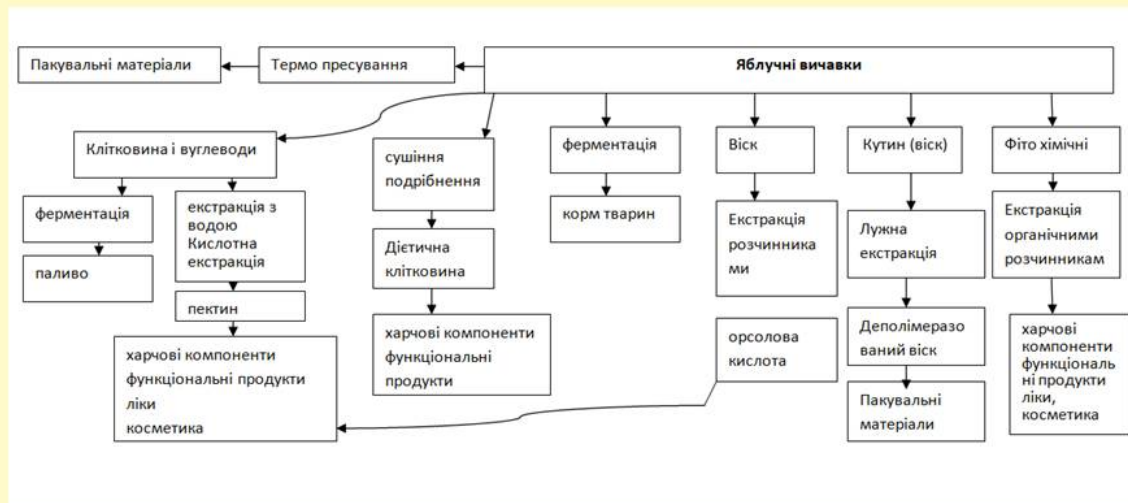 Пакувальні матеріали
Термо пресування
Яблучні вичавки
Клітковина і вуглеводи
ферментація
паливо
екстракція з
водою
Кислотна
екстракція
пектин
харчові компоненти
функціональні продукти
ліки
косметика
сушіння
подрібнення
Дієтична
клітковина
харчові компоненти
функціональні
продукти
ферментація
корм тварин
Віск
Екстракція
розчинника
ми
орсолова
кислота
Кутин (віск)
Лужна
екстракція
Деполімеразо
ваний віск
Пакувальні
матеріали
Фіто хімічні
Екстракція
органічними
розчинникам
харчові
компоненти
функціональ
ні продукти
ліки,
косметика